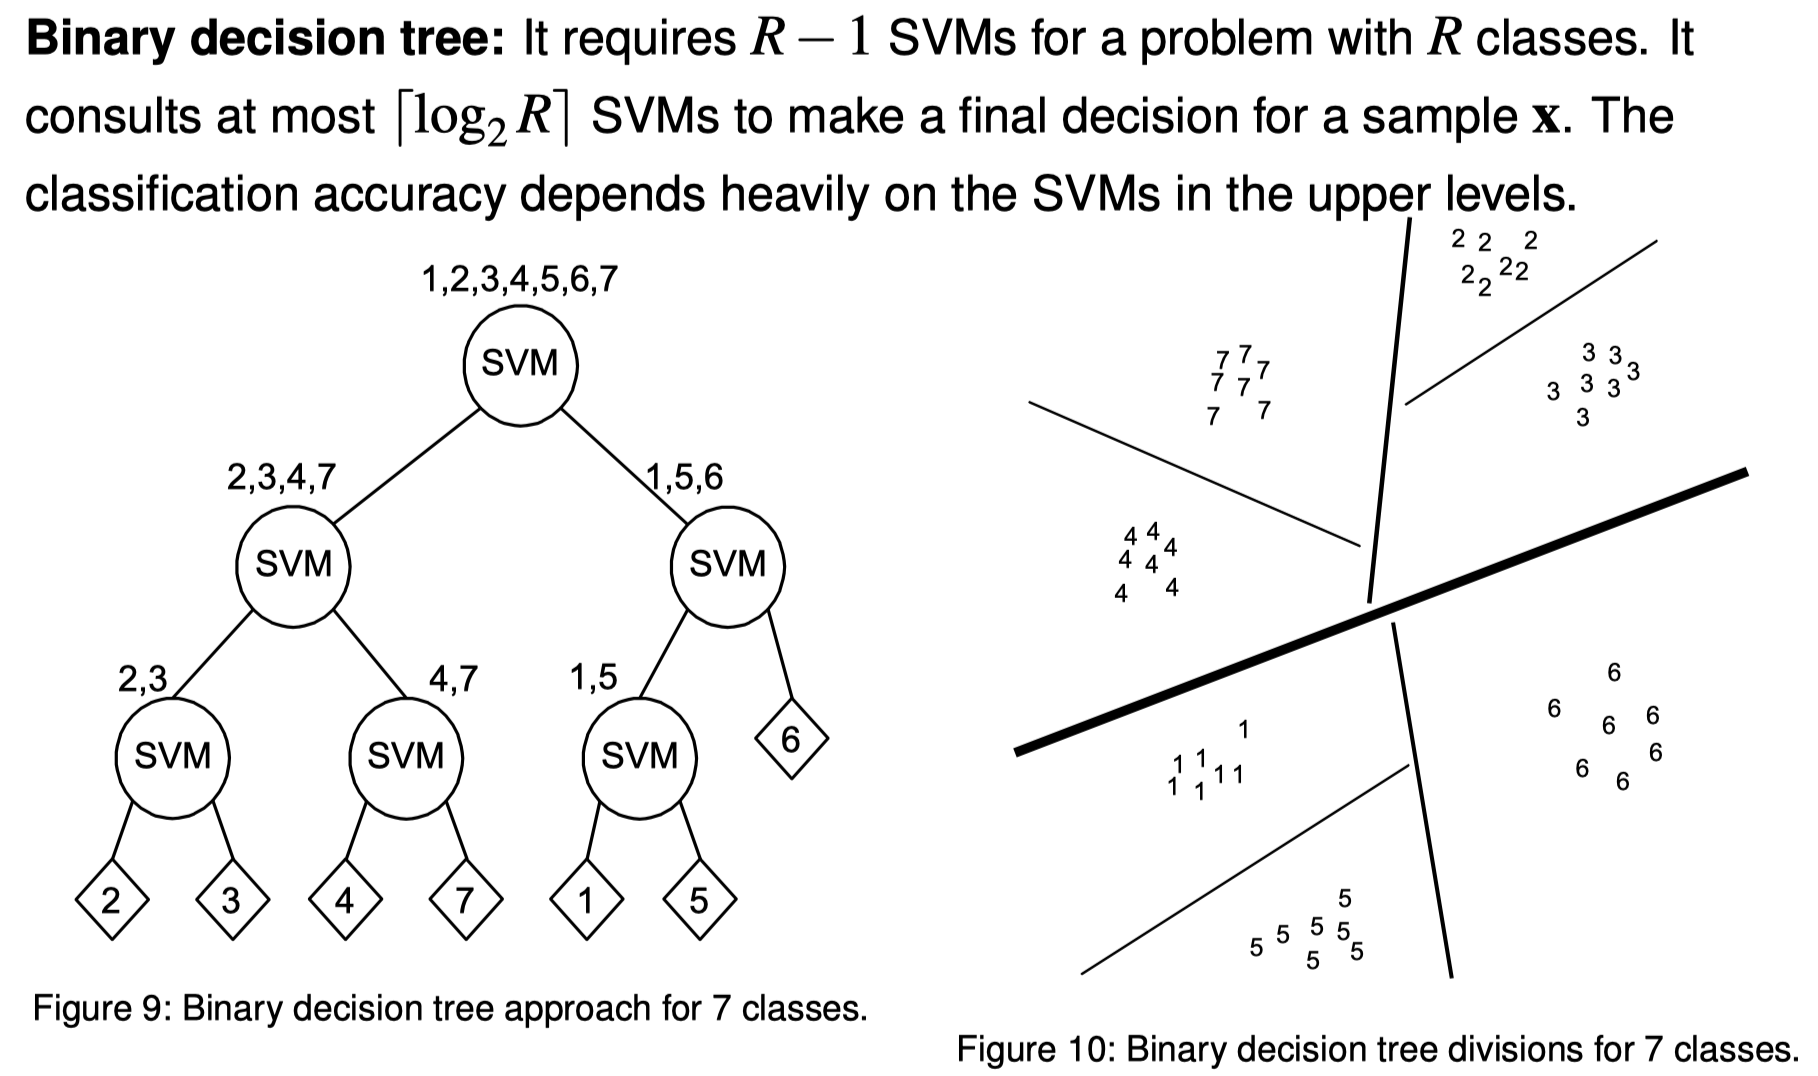 Binary decision tree: It requires R − 1 SVMs for a problem with R classes. It
consults at most ⌈log₂ R⌉ SVMs to make a final decision for a sample x. The
classification accuracy depends heavily on the SVMs in the upper levels.
1,2,3,4,5,6,7
SVM
2,3,4,7
1,5,6
SVM
SVM
2,3
4,7
1,5
SVM
SVM
SVM
6
2
3
4
7
1
5
Figure 9: Binary decision tree approach for 7 classes.
2 2 2
2 2 2 2
7 7 7
7 7
7 7
3 3 3
3 3 3
3
4 4 4
4 4
4 4
6
6 6 6
6
6 6
1
1 1
1 1 1 1
5
5 5 5 5
5 5
Figure 10: Binary decision tree divisions for 7 classes.